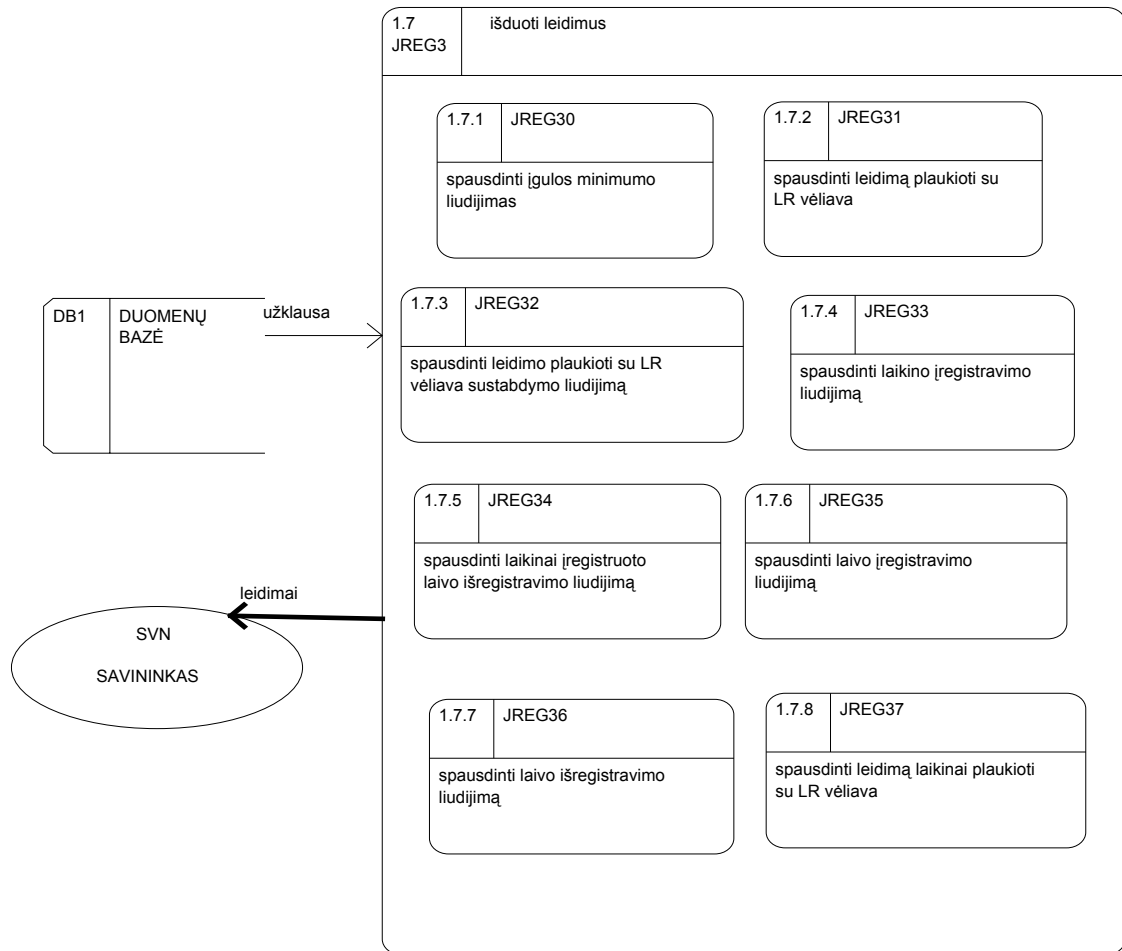 1.7
JREG3
išduoti leidimus
1.7.1
JREG30
spausdinti įgulos minimumo
liudijimas
1.7.2
JREG31
spausdinti leidimą plaukioti su
LR vėliava
DB1
DUOMENŲ
BAZĖ
užklausa
1.7.3
JREG32
spausdinti leidimo plaukioti su LR
vėliava sustabdymo liudijimą
1.7.4
JREG33
spausdinti laikino įregistravimo
liudijimą
1.7.5
JREG34
spausdinti laikinai įregistruoto
laivo išregistravimo liudijimą
1.7.6
JREG35
spausdinti laivo įregistravimo
liudijimą
leidimai
SVN
SAVININKAS
1.7.7
JREG36
spausdinti laivo išregistravimo
liudijimą
1.7.8
JREG37
spausdinti leidimą laikinai plaukioti
su LR vėliava